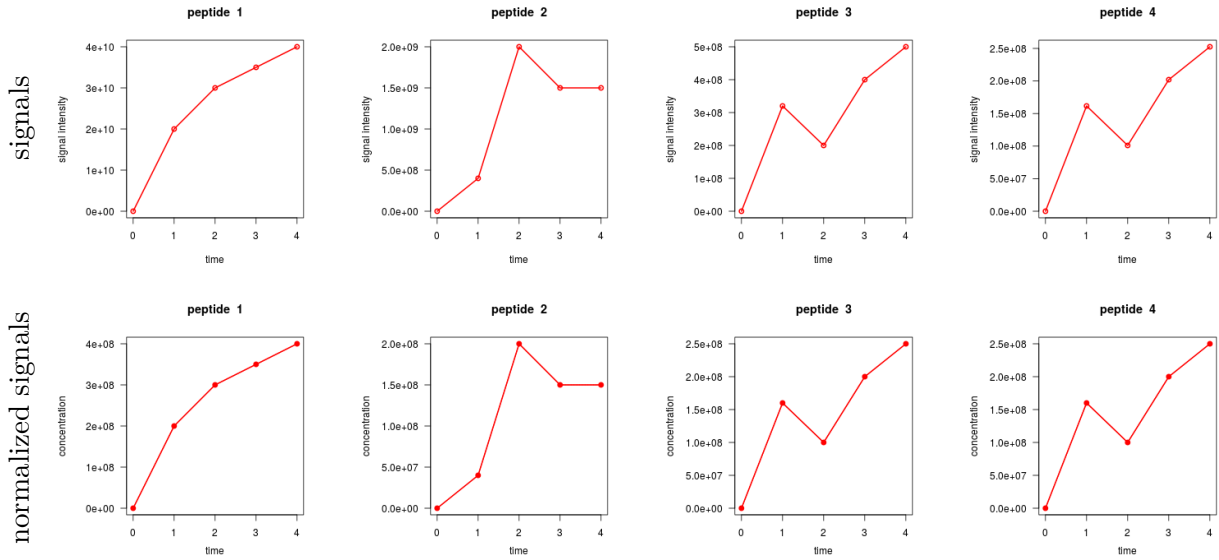 signals
peptide 1
signal intensity
4e+10
3e+10
2e+10
1e+10
0e+00
0 1 2 3 4
time
peptide 2
signal intensity
2.0e+09
1.5e+09
1.0e+09
5.0e+08
0.0e+00
0 1 2 3 4
time
peptide 3
signal intensity
5e+08
4e+08
3e+08
2e+08
1e+08
0e+00
0 1 2 3 4
time
peptide 4
signal intensity
2.5e+08
2.0e+08
1.5e+08
1.0e+08
5.0e+07
0.0e+00
0 1 2 3 4
time
normalized signals
peptide 1
concentration
4e+08
3e+08
2e+08
1e+08
0e+00
0 1 2 3 4
time
peptide 2
concentration
2.0e+08
1.5e+08
1.0e+08
5.0e+07
0.0e+00
0 1 2 3 4
time
peptide 3
concentration
2.5e+08
2.0e+08
1.5e+08
1.0e+08
5.0e+07
0.0e+00
0 1 2 3 4
time
peptide 4
concentration
2.5e+08
2.0e+08
1.5e+08
1.0e+08
5.0e+07
0.0e+00
0 1 2 3 4
time